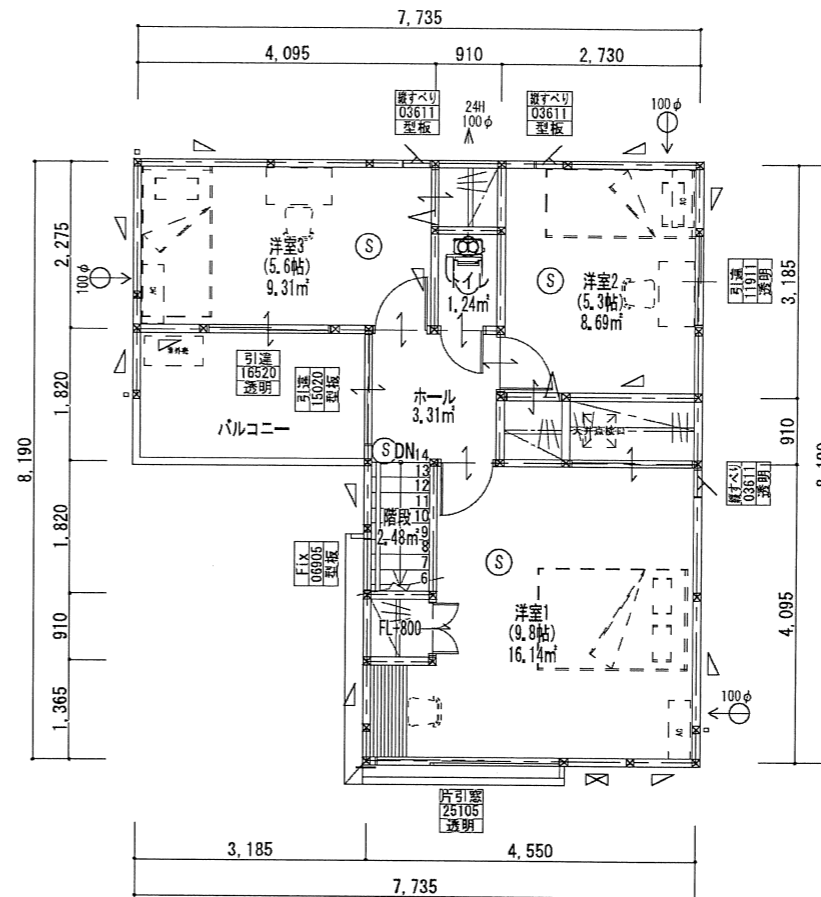 7,735
4,095
910
2,730
縦すべり
03611
型板
24H
100φ
縦すべり
03611
型板
100φ
8,190
2,275
1,820
1,820
910
1,365
100φ
洋室3
(5.6帖)
9.31㎡
S
AC
トイレ
1.24㎡
S
洋室2
(5.3帖)
8.69㎡
AC
引違
11911
透明
3,185
910
4,095
引違
16520
透明
引違
15020
型板
バルコニー
ホール
3.31㎡
S
DN
14
13
12
11
10
9
8
7
6
階段
2.48㎡
縦すべり
03611
透明
Fix
06905
型板
S
FL-800
洋室1
(9.8帖)
16.14㎡
AC
100φ
片引窓
25105
透明
3,185
4,550
7,735